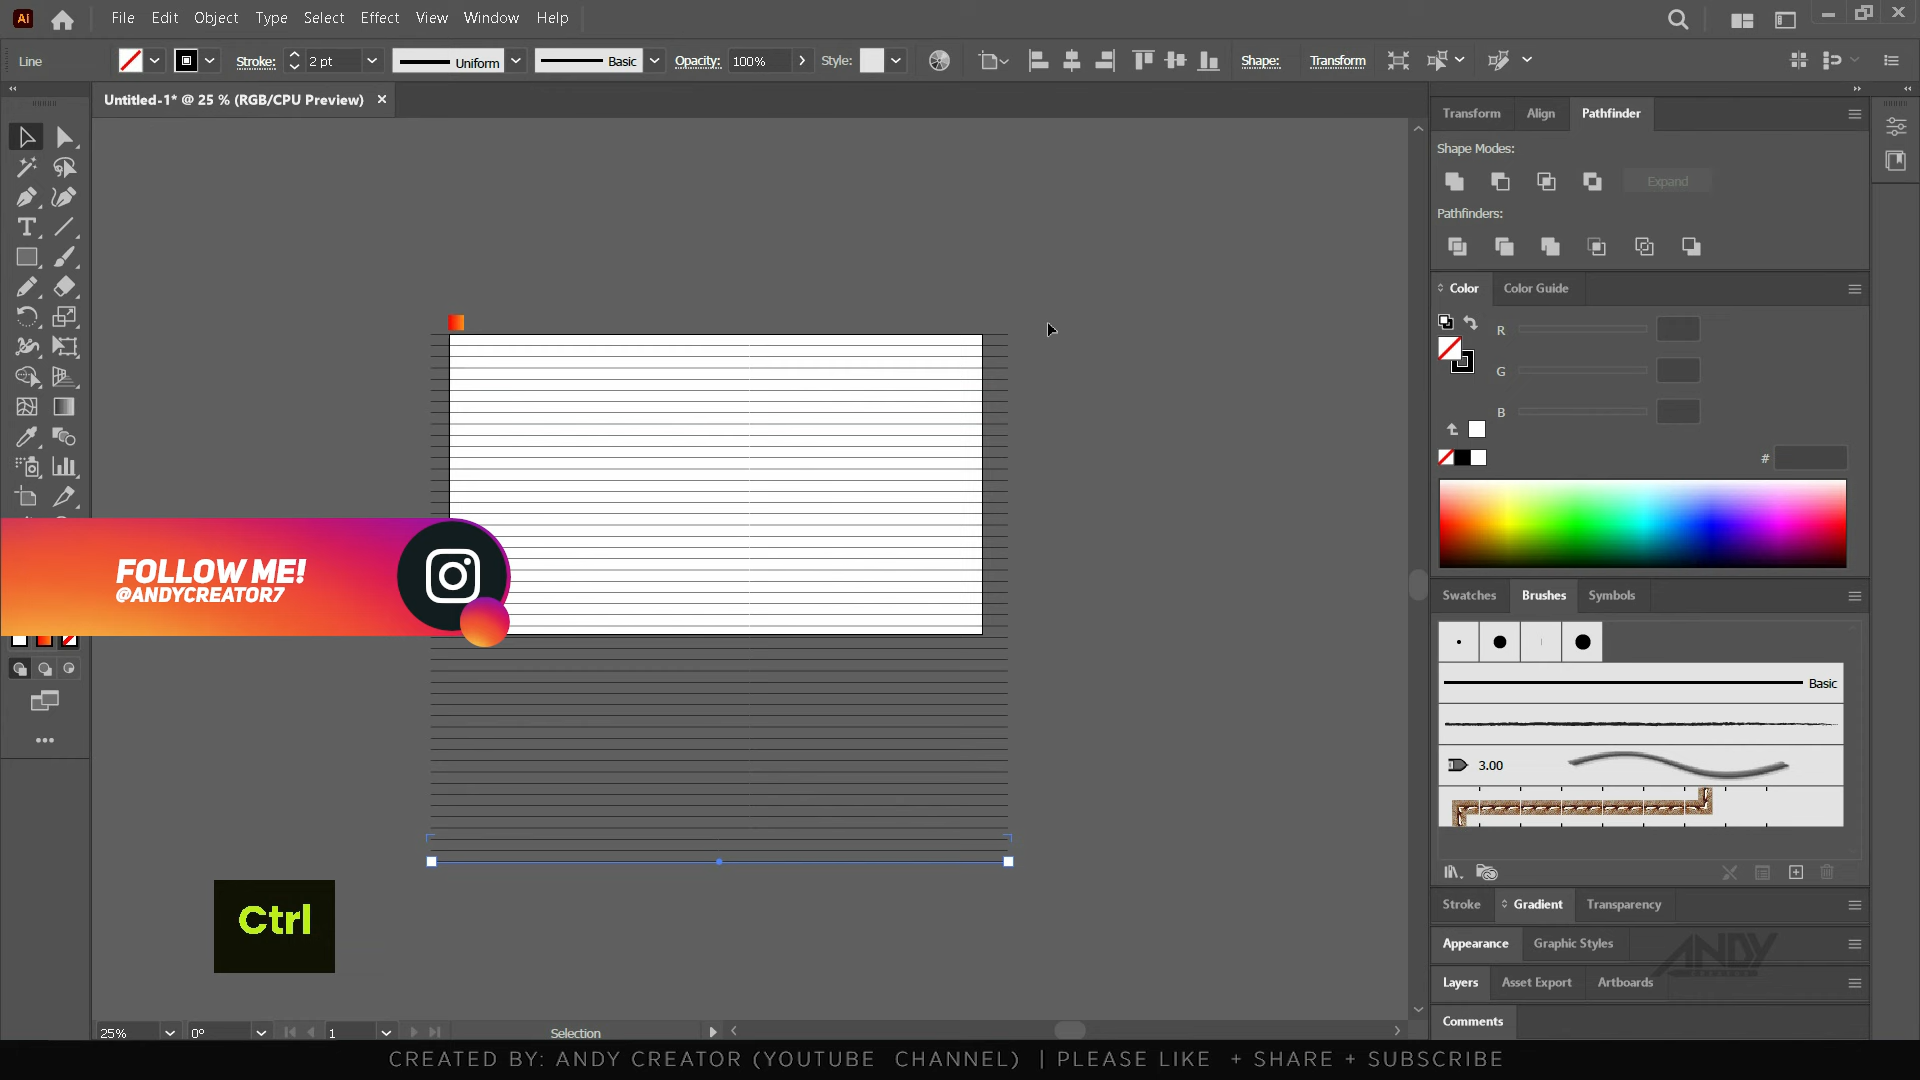 Ai File Edit Object Type Select Effect View Window Help
Line Stroke: 2 pt Uniform Basic Opacity: 100% Style: Shape: Transform
Untitled-1* @ 25 % (RGB/CPU Preview)
Transform Align Pathfinder
Shape Modes:
Expand
Pathfinders:
Color Color Guide
R
G
B
#
FOLLOW ME!
@ANDYCREATOR7
Swatches Brushes Symbols
Basic
3.00
Ctrl
Stroke Gradient Transparency
Appearance Graphic Styles
ANDY
Layers Asset Export Artboards
Comments
25% 0° 1 Selection
CREATED BY: ANDY CREATOR (YOUTUBE CHANNEL) | PLEASE LIKE + SHARE + SUBSCRIBE